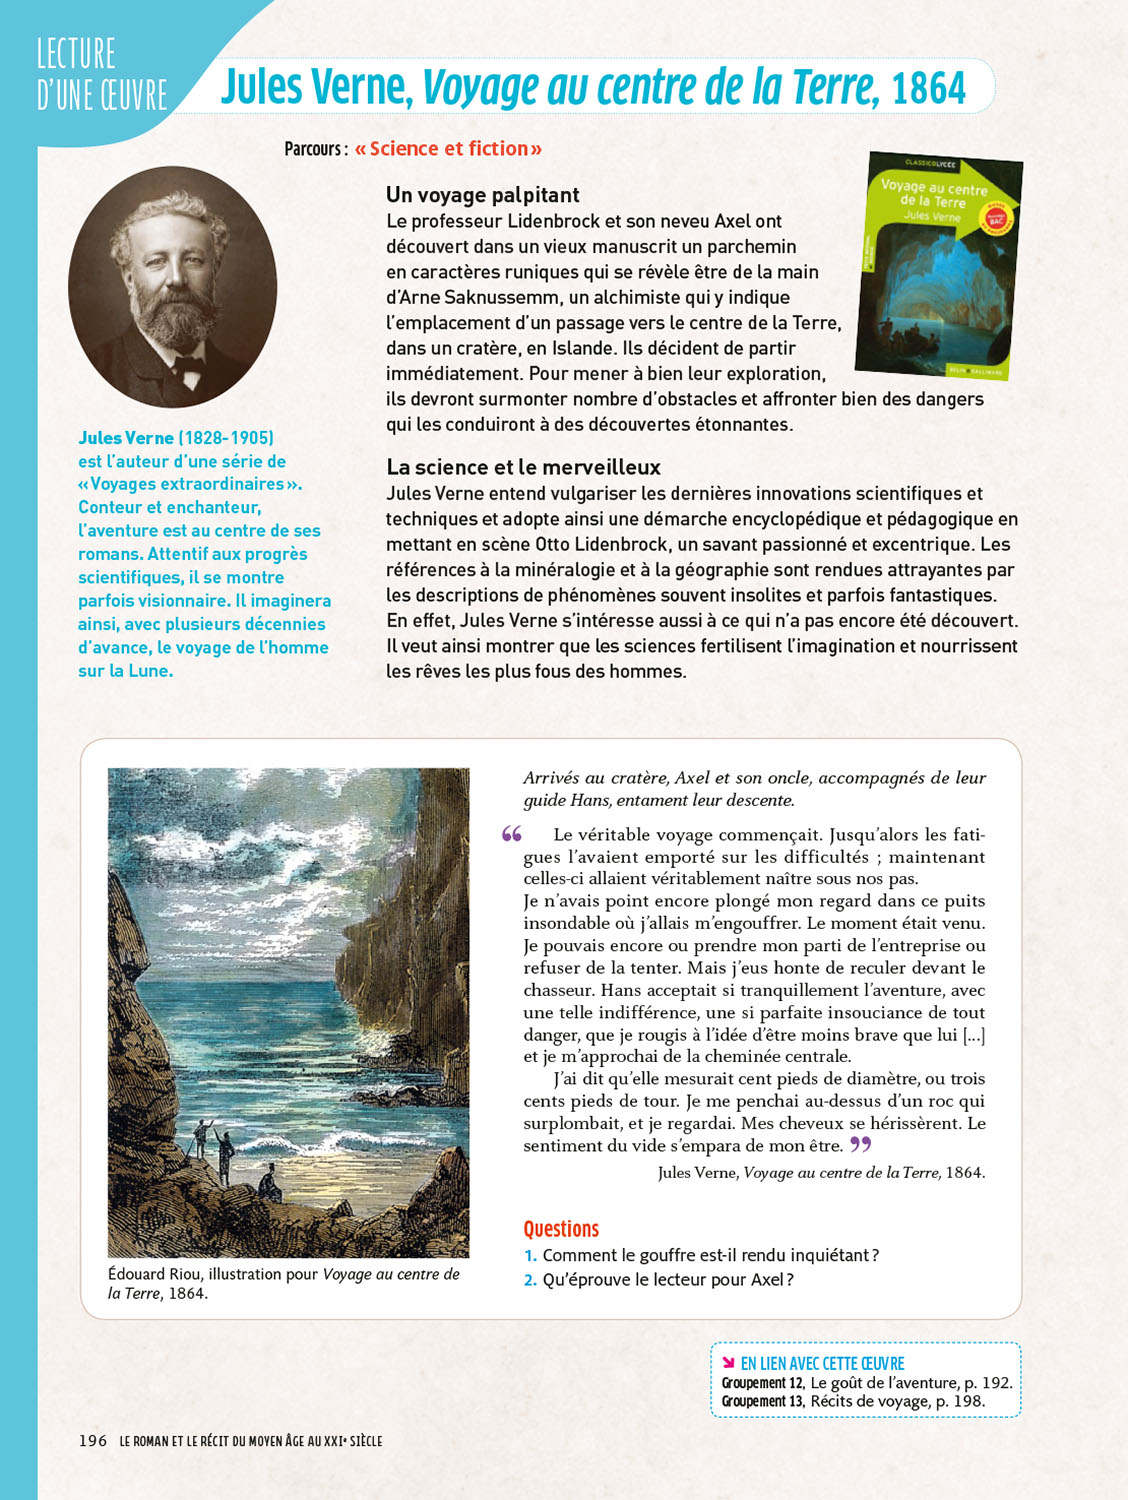 LECTURE
D'UNE ŒUVRE
Jules Verne, Voyage au centre de la Terre, 1864
Parcours : « Science et fiction »
Jules Verne (1828-1905)
est l'auteur d'une série de
« Voyages extraordinaires ».
Conteur et enchanteur,
l'aventure est au centre de ses
romans. Attentif aux progrès
scientifiques, il se montre
parfois visionnaire. Il imaginera
ainsi, avec plusieurs décennies
d'avance, le voyage de l'homme
sur la Lune.
Un voyage palpitant
Le professeur Lidenbrock et son neveu Axel ont
découvert dans un vieux manuscrit un parchemin
en caractères runiques qui se révèle être de la main
d'Arne Saknussemm, un alchimiste qui y indique
l'emplacement d'un passage vers le centre de la Terre,
dans un cratère, en Islande. Ils décident de partir
immédiatement. Pour mener à bien leur exploration,
ils devront surmonter nombre d'obstacles et affronter bien des dangers
qui les conduiront à des découvertes étonnantes.
CLASSICOLYCÉE
Voyage au centre
de la Terre
Jules Verne
BAC
BELIN GALLIMARD
La science et le merveilleux
Jules Verne entend vulgariser les dernières innovations scientifiques et
techniques et adopte ainsi une démarche encyclopédique et pédagogique en
mettant en scène Otto Lidenbrock, un savant passionné et excentrique. Les
références à la minéralogie et à la géographie sont rendues attrayantes par
les descriptions de phénomènes souvent insolites et parfois fantastiques.
En effet, Jules Verne s'intéresse aussi à ce qui n'a pas encore été découvert.
Il veut ainsi montrer que les sciences fertilisent l'imagination et nourrissent
les rêves les plus fous des hommes.
Édouard Riou, illustration pour Voyage au centre de
la Terre, 1864.
Arrivés au cratère, Axel et son oncle, accompagnés de leur
guide Hans, entament leur descente.
“ Le véritable voyage commençait. Jusqu'alors les fati-
gues l'avaient emporté sur les difficultés ; maintenant
celles-ci allaient véritablement naître sous nos pas.
Je n'avais point encore plongé mon regard dans ce puits
insondable où j'allais m'engouffrer. Le moment était venu.
Je pouvais encore ou prendre mon parti de l'entreprise ou
refuser de la tenter. Mais j'eus honte de reculer devant le
chasseur. Hans acceptait si tranquillement l'aventure, avec
une telle indifférence, une si parfaite insouciance de tout
danger, que je rougis à l'idée d'être moins brave que lui [...]
et je m'approchai de la cheminée centrale.
J'ai dit qu'elle mesurait cent pieds de diamètre, ou trois
cents pieds de tour. Je me penchai au-dessus d'un roc qui
surplombait, et je regardai. Mes cheveux se hérissèrent. Le
sentiment du vide s'empara de mon être. ”
Jules Verne, Voyage au centre de la Terre, 1864.
Questions
1. Comment le gouffre est-il rendu inquiétant ?
2. Qu'éprouve le lecteur pour Axel ?
EN LIEN AVEC CETTE ŒUVRE
Groupement 12, Le goût de l'aventure, p. 192.
Groupement 13, Récits de voyage, p. 198.
196 LE ROMAN ET LE RÉCIT DU MOYEN ÂGE AU XXIe SIÈCLE